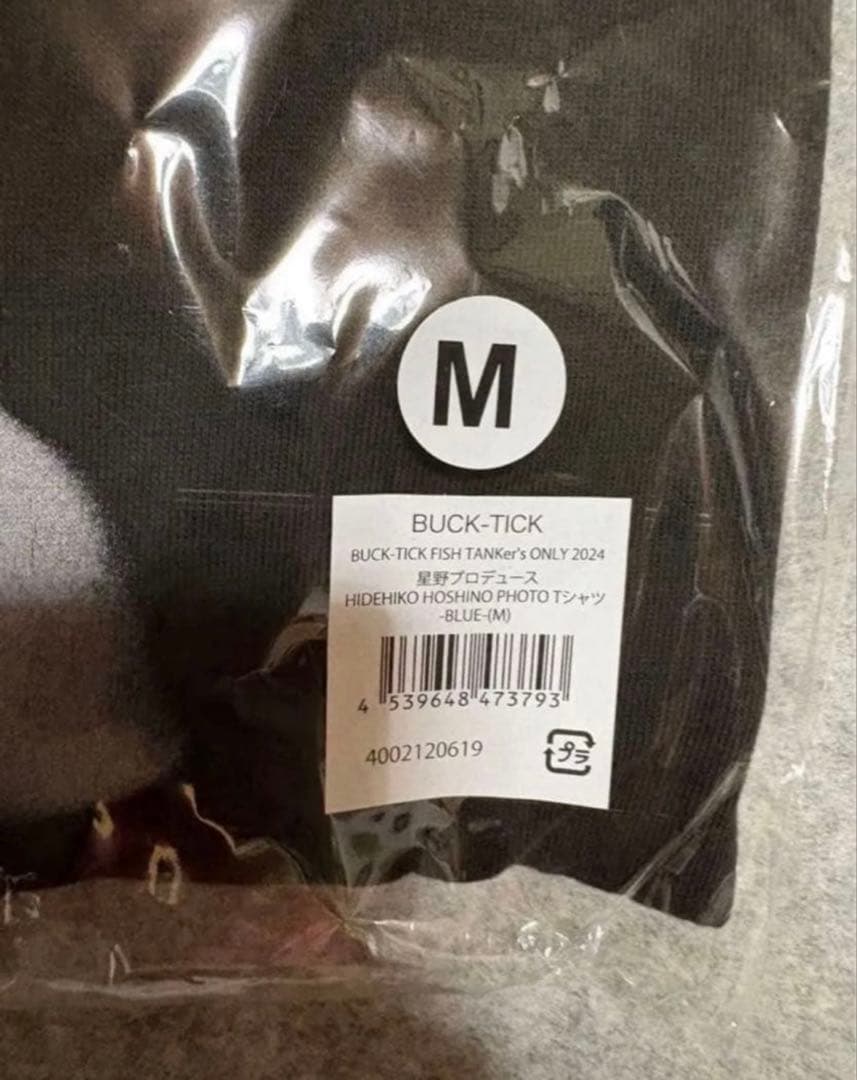 M
BUCK-TICK
BUCK-TICK FISH TANKer's ONLY 2024
星野プロデュース
HIDEHIKO HOSHINO PHOTO Tシャツ
-BLUE-(M)
4 539648 473793
4002120619
プラ